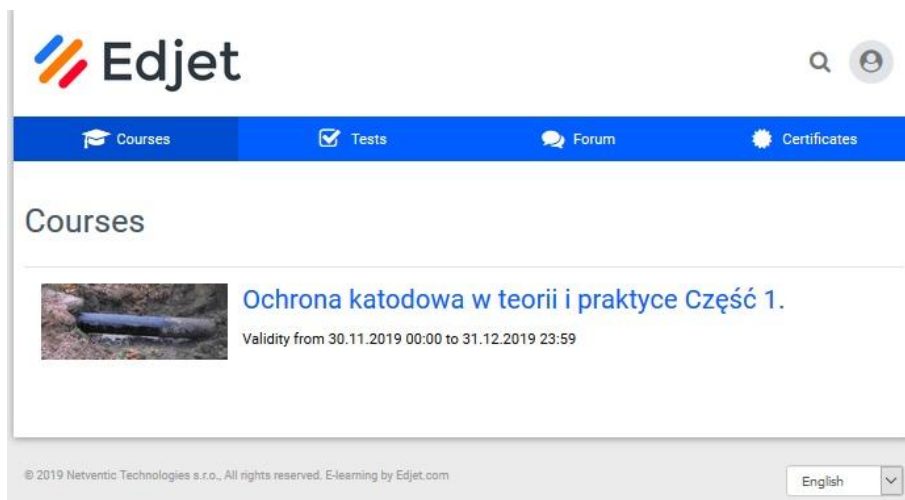 Edjet
Courses Tests Forum Certificates
Courses
Ochrona katodowa w teorii i praktyce Część 1.
Validity from 30.11.2019 00:00 to 31.12.2019 23:59
© 2019 Netventic Technologies s.r.o., All rights reserved. E-learning by Edjet.com
English